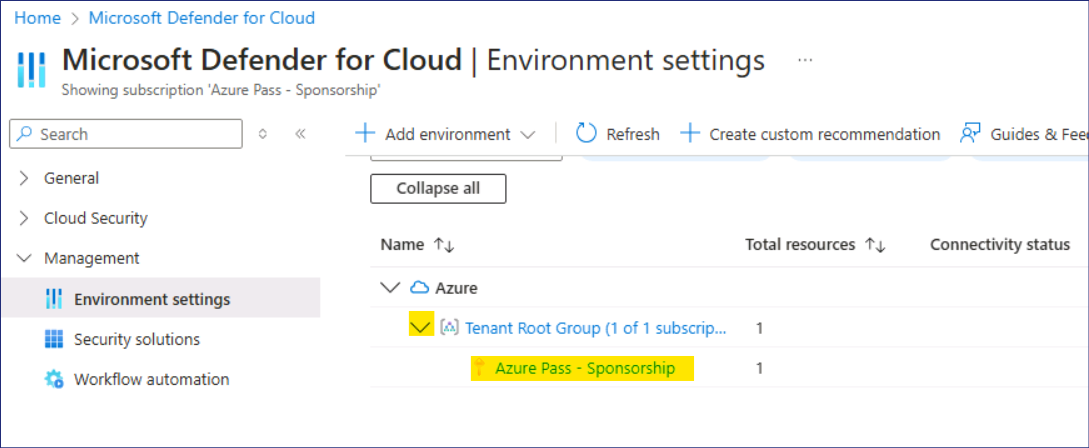 Home > Microsoft Defender for Cloud
Microsoft Defender for Cloud | Environment settings ...
Showing subscription 'Azure Pass - Sponsorship'
Search
Add environment Refresh Create custom recommendation Guides & Fee
General
Collapse all
Cloud Security
Name Total resources Connectivity status
Management
Azure
Environment settings
Tenant Root Group (1 of 1 subscrip... 1
Security solutions
Azure Pass - Sponsorship 1
Workflow automation